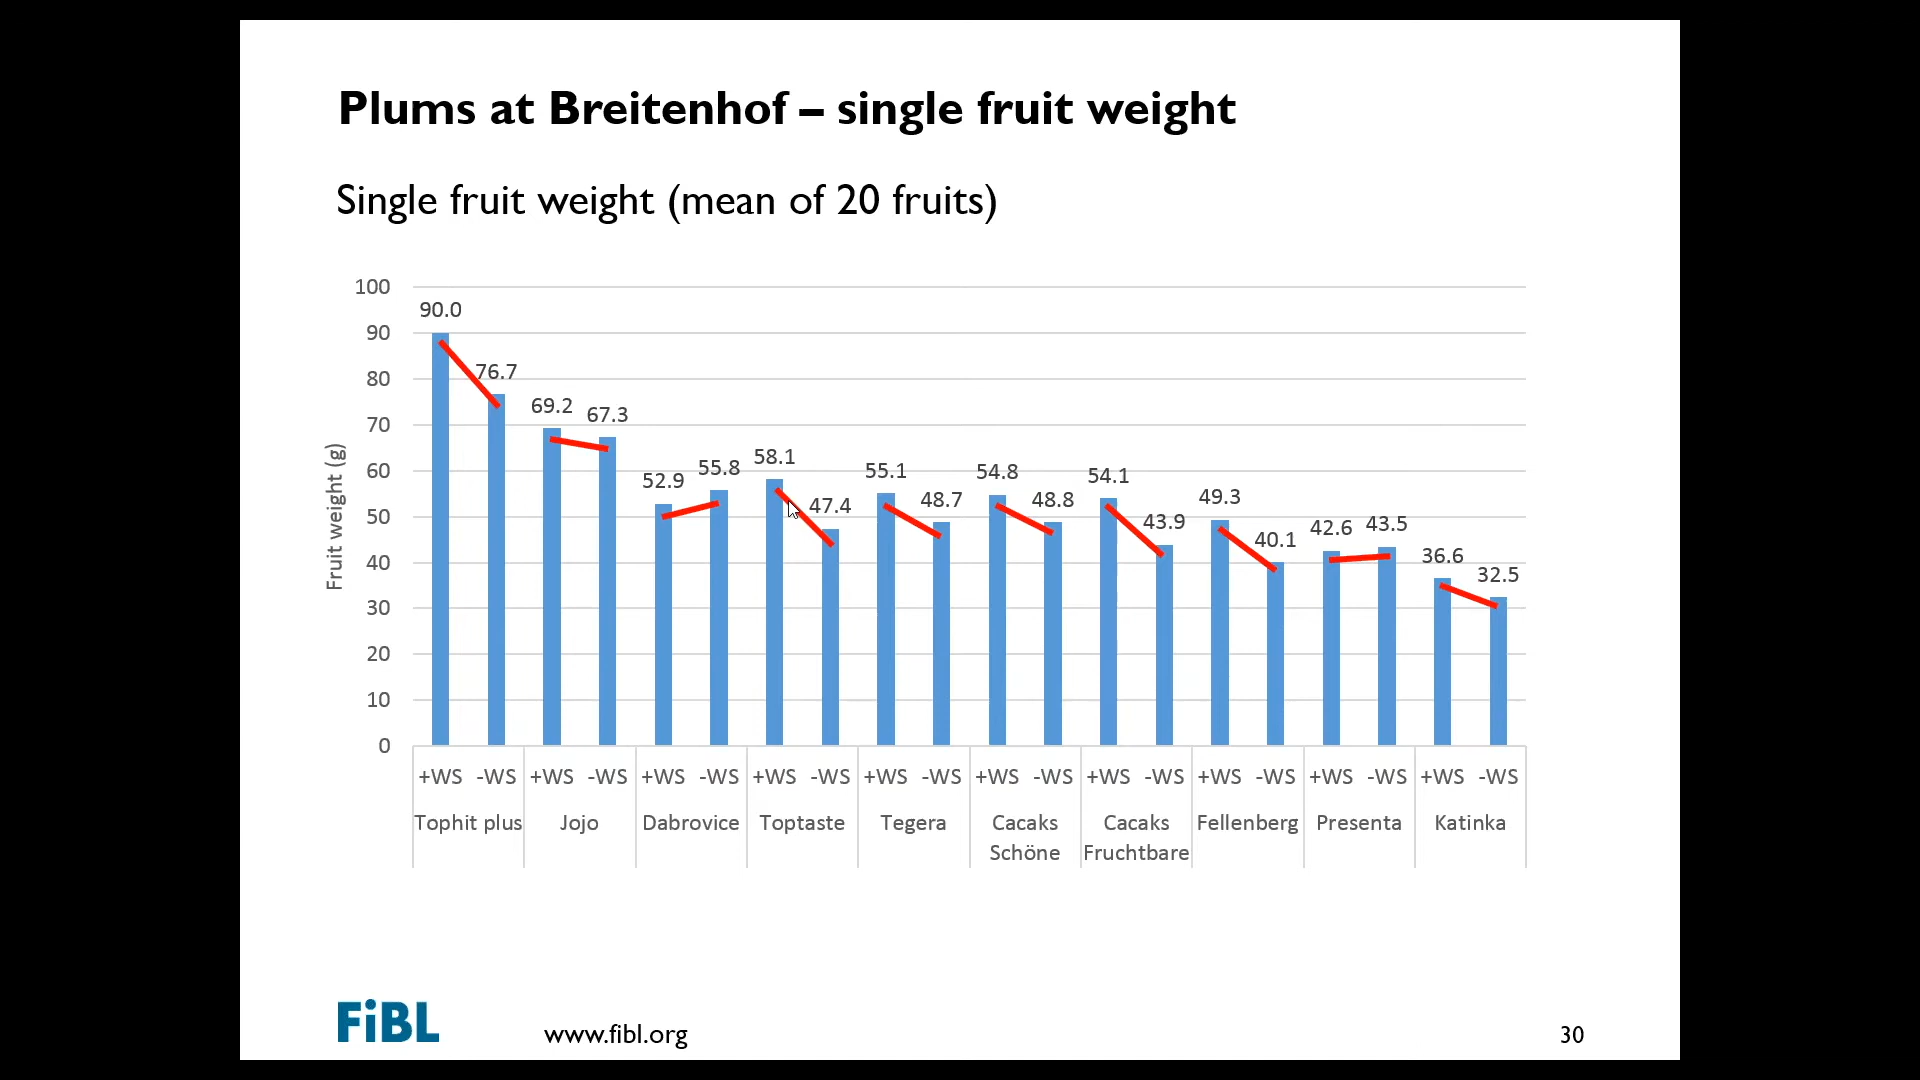 Plums at Breitenhof – single fruit weight
Single fruit weight (mean of 20 fruits)
Fruit weight (g)
100
90
80
70
60
50
40
30
20
10
0
90.0 76.7 69.2 67.3 52.9 55.8 58.1 47.4 55.1 48.7 54.8 48.8 54.1 43.9 49.3 40.1 42.6 43.5 36.6 32.5
+WS -WS +WS -WS +WS -WS +WS -WS +WS -WS +WS -WS +WS -WS +WS -WS +WS -WS +WS -WS
Tophit plus Jojo Dabrovice Toptaste Tegera Cacaks Cacaks Fellenberg Presenta Katinka
Schöne Fruchtbare
FiBL www.fibl.org 30